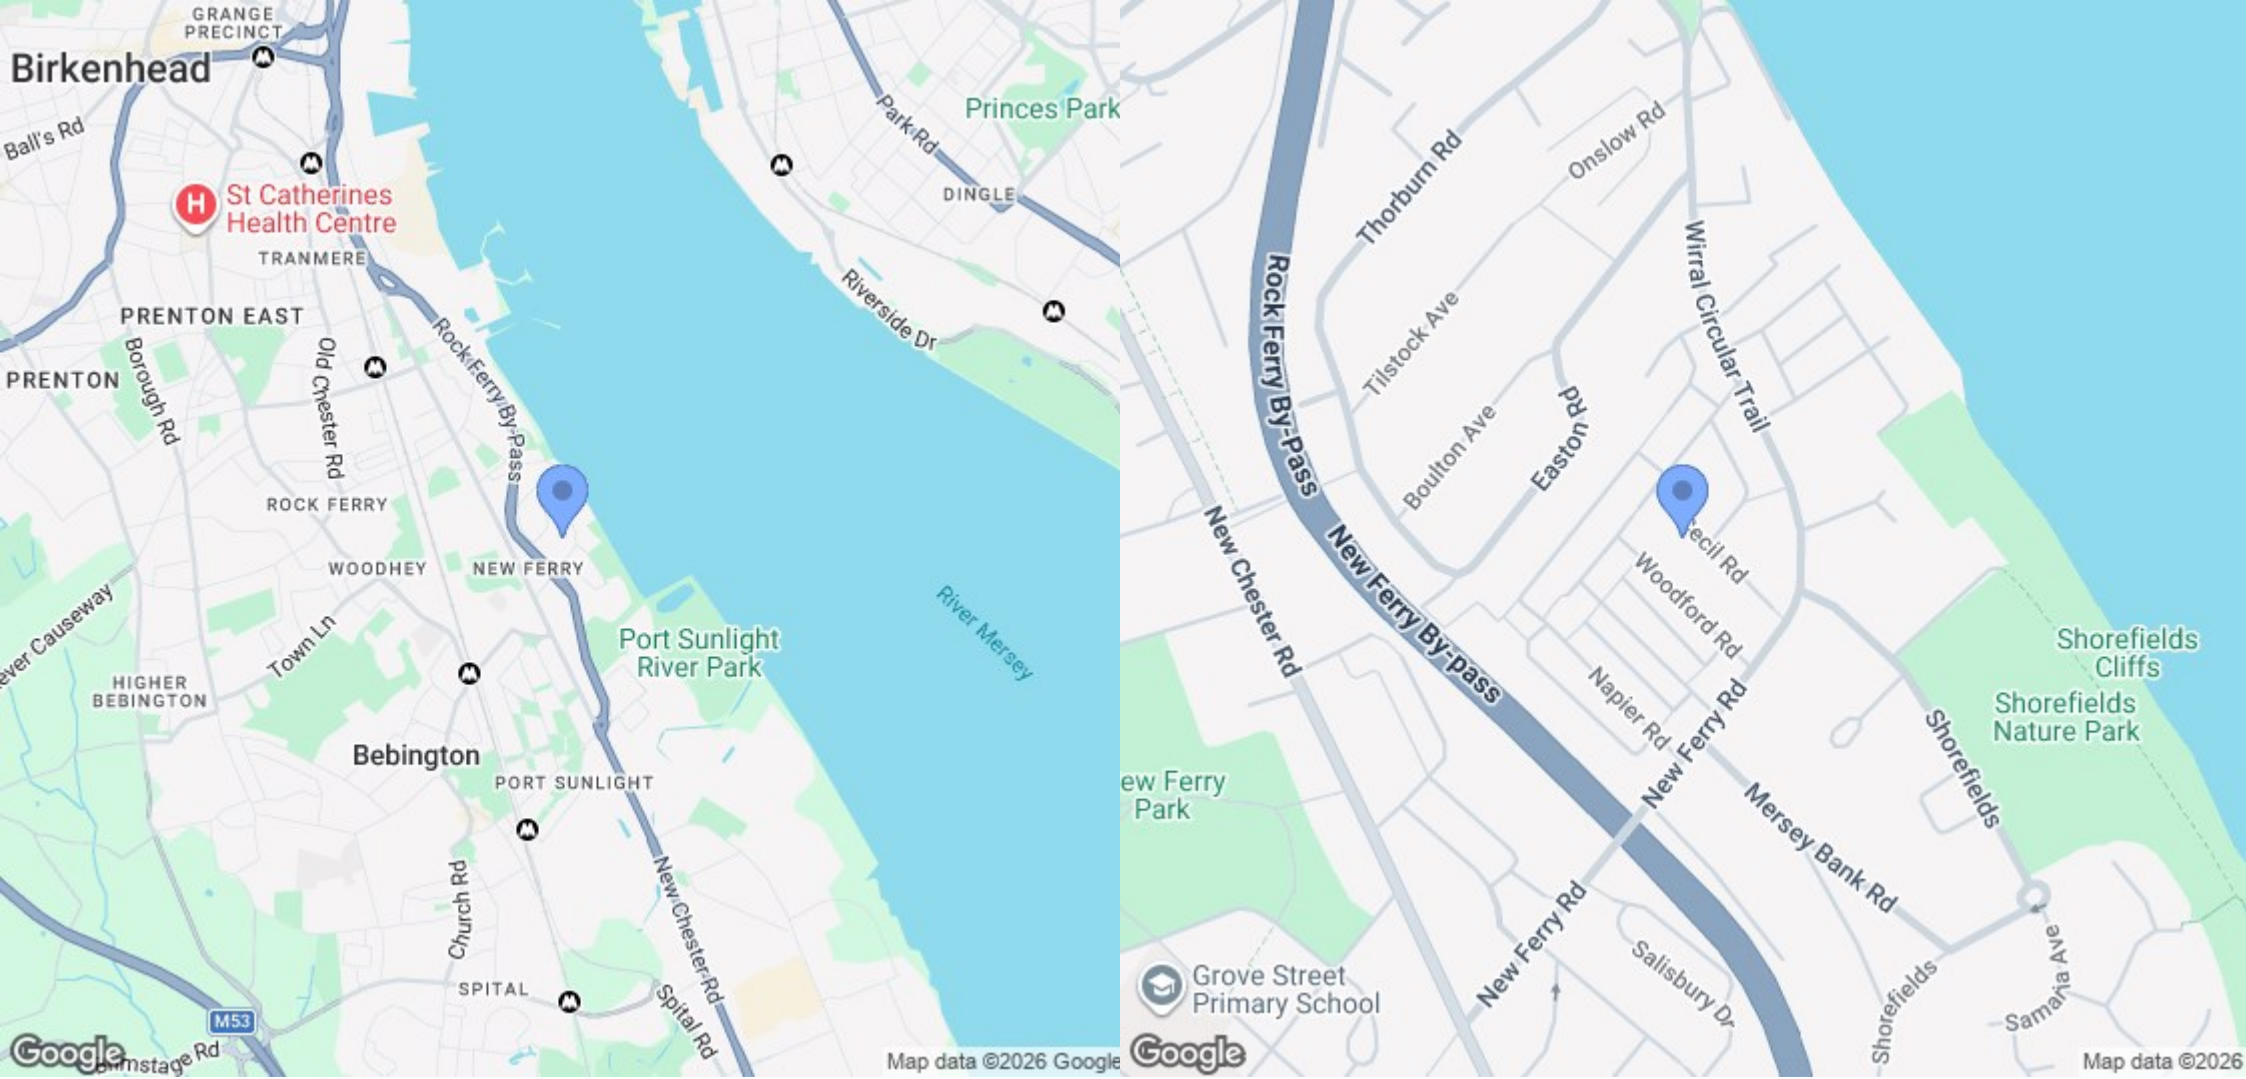 GRANGE
PRECINCT
Birkenhead
Ball's Rd
St Catherines
Health Centre
TRANMERE
PRENTON EAST
PRENTON
Borough Rd
Old Chester Rd
Rock Ferry By-Pass
ROCK FERRY
WOODHEY
NEW FERRY
Town Ln
HIGHER
BEBINGTON
Bebington
PORT SUNLIGHT
Port Sunlight
River Park
River Mersey
Church Rd
New Chester Rd
SPITAL
Spital Rd
M53
Park Rd
Princes Park
DINGLE
Riverside Dr
Google
Map data ©2026 Google
Thorburn Rd
Onslow Rd
Wirral Circular Trail
Rock Ferry By-Pass
Tilstock Ave
Boulton Ave
Easton Rd
New Chester Rd
New Ferry By-pass
ecil Rd
Woodford Rd
Napier Rd
New Ferry Rd
Shorefields
Cliffs
Shorefields
Nature Park
Shorefields
Mersey Bank Rd
ew Ferry
Park
New Ferry Rd
Salisbury Dr
Shorefields
Samaria Ave
Grove Street
Primary School
Google
Map data ©2026